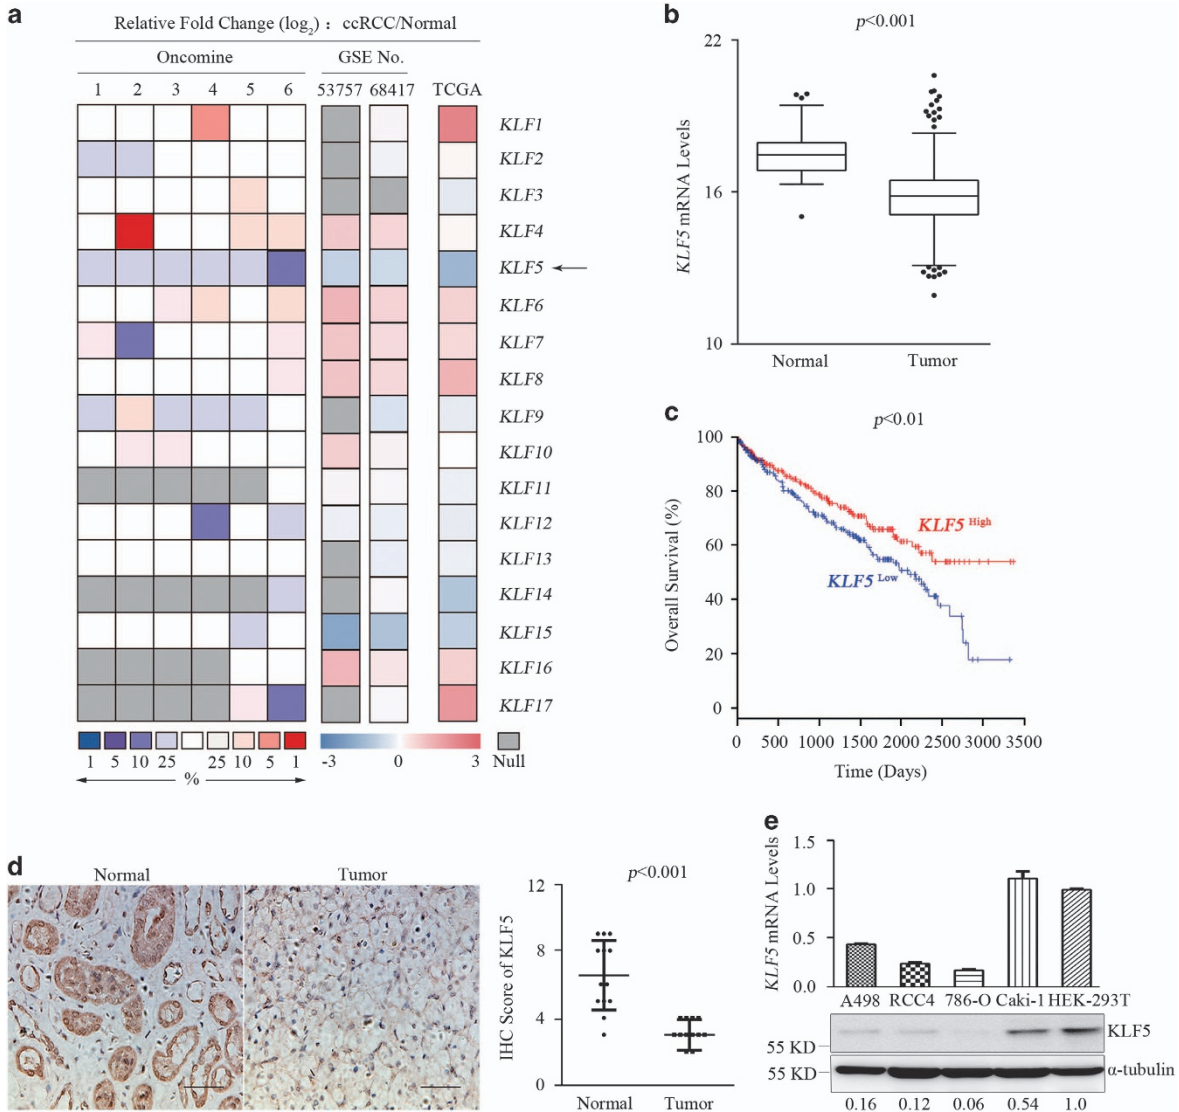 a
Relative Fold Change (log2) : ccRCC/Normal
Oncomine GSE No.
1 2 3 4 5 6 53757 68417 TCGA
KLF1
KLF2
KLF3
KLF4
KLF5
KLF6
KLF7
KLF8
KLF9
KLF10
KLF11
KLF12
KLF13
KLF14
KLF15
KLF16
KLF17
1 5 10 25 25 10 5 1
%
-3 0 3
Null
b
p<0.001
KLF5 mRNA Levels
22
16
10
Normal Tumor
c
p<0.01
Overall Survival (%)
100
80
60
40
20
0
KLF5 High
KLF5 Low
0 500 1000 1500 2000 2500 3000 3500
Time (Days)
d
Normal Tumor
p<0.001
IHC Score of KLF5
12
8
4
0
Normal Tumor
e
KLF5 mRNA Levels
1.5
1.0
0.5
0.0
A498 RCC4 786-O Caki-1 HEK-293T
KLF5
55 KD
α-tubulin
55 KD
0.16 0.12 0.06 0.54 1.0